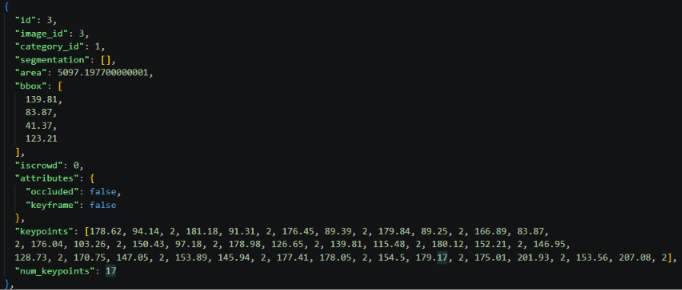 {
"id": 3,
"image_id": 3,
"category_id": 1,
"segmentation": [],
"area": 5097.197700000001,
"bbox": [
139.81,
83.87,
41.37,
123.21
],
"iscrowd": 0,
"attributes": {
"occluded": false,
"keyframe": false
},
"keypoints": [178.62, 94.14, 2, 181.18, 91.31, 2, 176.45, 89.39, 2, 179.84, 89.25, 2, 166.89, 83.87,
2, 176.04, 103.26, 2, 150.43, 97.18, 2, 178.98, 126.65, 2, 139.81, 115.48, 2, 180.12, 152.21, 2, 146.95,
128.73, 2, 170.75, 147.05, 2, 153.89, 145.94, 2, 177.41, 178.05, 2, 154.5, 179.17, 2, 175.01, 201.93, 2, 153.56, 207.08, 2],
"num_keypoints": 17
},